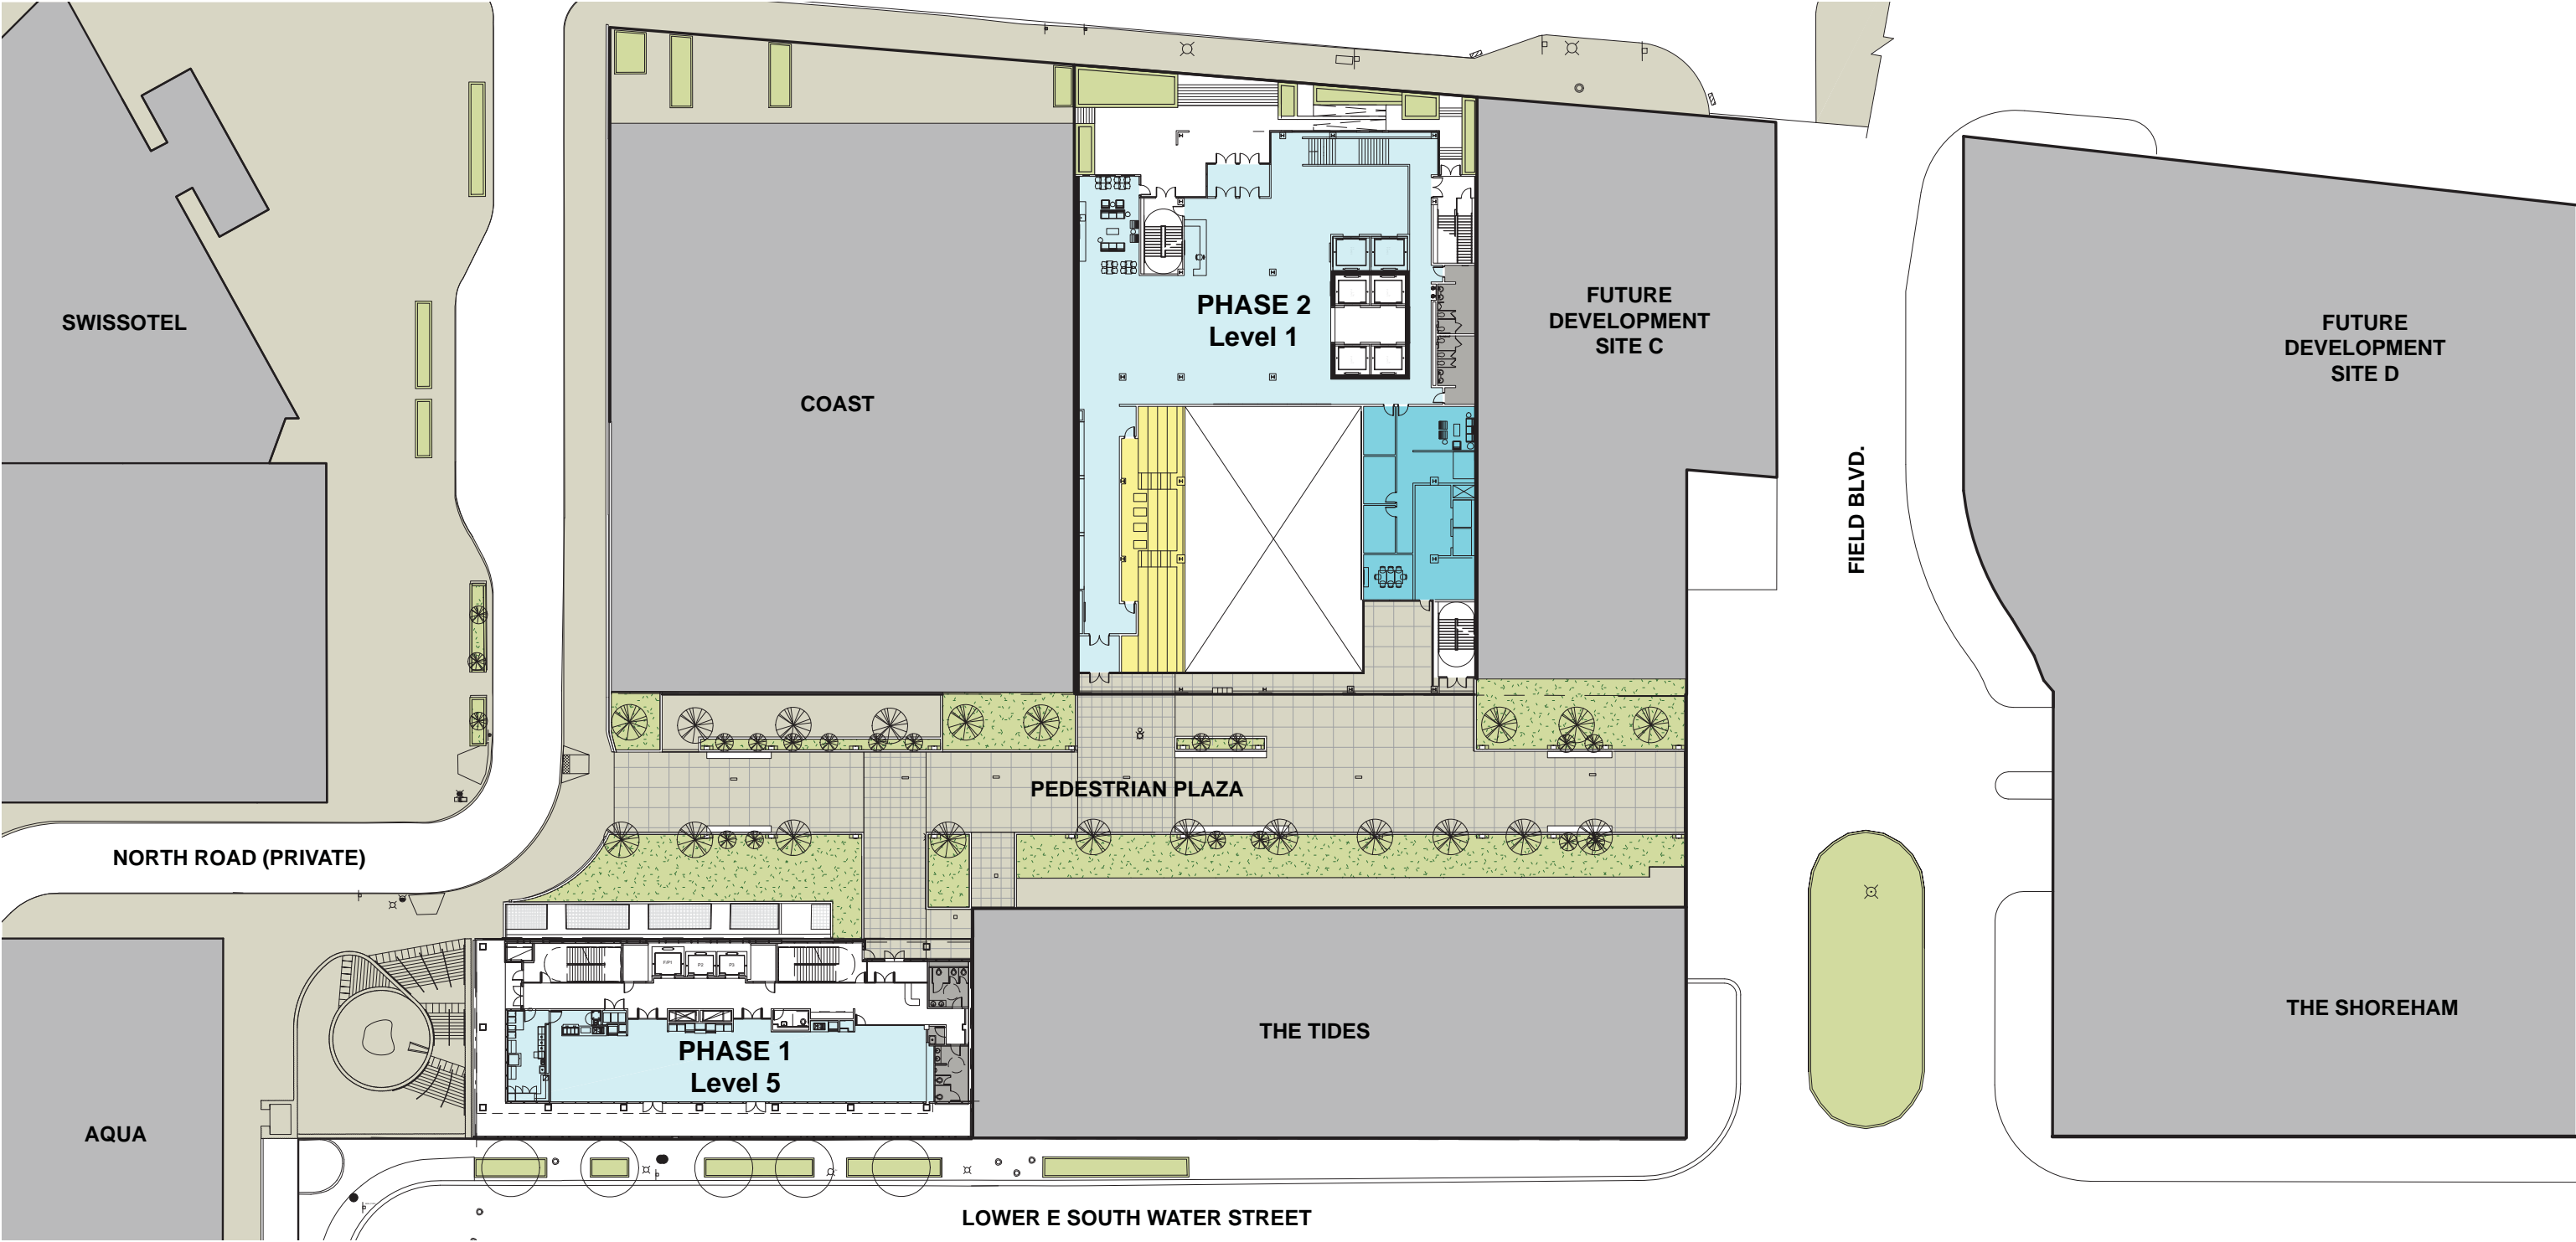 SWISSOTEL
COAST
PHASE 2
Level 1
FUTURE
DEVELOPMENT
SITE C
FIELD BLVD.
FUTURE
DEVELOPMENT
SITE D
PEDESTRIAN PLAZA
NORTH ROAD (PRIVATE)
PHASE 1
Level 5
THE TIDES
THE SHOREHAM
AQUA
LOWER E SOUTH WATER STREET